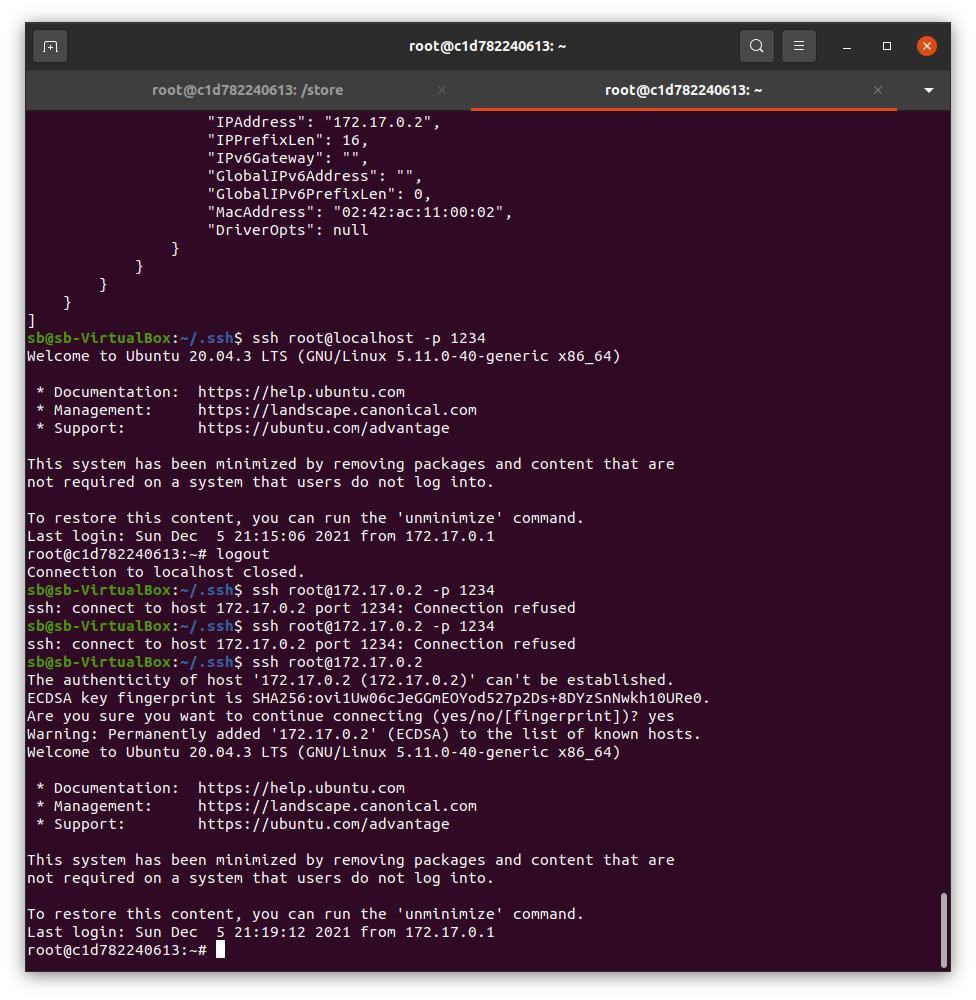 root@c1d782240613: ~
root@c1d782240613: /store
root@c1d782240613: ~
"IPAddress": "172.17.0.2",
"IPPrefixLen": 16,
"IPv6Gateway": "",
"GlobalIPv6Address": "",
"GlobalIPv6PrefixLen": 0,
"MacAddress": "02:42:ac:11:00:02",
"DriverOpts": null
}
}
}
}
]
sb@sb-VirtualBox:~/.ssh$ ssh root@localhost -p 1234
Welcome to Ubuntu 20.04.3 LTS (GNU/Linux 5.11.0-40-generic x86_64)
* Documentation:  https://help.ubuntu.com
* Management:     https://landscape.canonical.com
* Support:        https://ubuntu.com/advantage
This system has been minimized by removing packages and content that are
not required on a system that users do not log into.
To restore this content, you can run the 'unminimize' command.
Last login: Sun Dec  5 21:15:06 2021 from 172.17.0.1
root@c1d782240613:~# logout
Connection to localhost closed.
sb@sb-VirtualBox:~/.ssh$ ssh root@172.17.0.2 -p 1234
ssh: connect to host 172.17.0.2 port 1234: Connection refused
sb@sb-VirtualBox:~/.ssh$ ssh root@172.17.0.2 -p 1234
ssh: connect to host 172.17.0.2 port 1234: Connection refused
sb@sb-VirtualBox:~/.ssh$ ssh root@172.17.0.2
The authenticity of host '172.17.0.2 (172.17.0.2)' can't be established.
ECDSA key fingerprint is SHA256:ovi1Uw06cJeGGmEOYod527p2Ds+8DYzSnNwkh10URe0.
Are you sure you want to continue connecting (yes/no/[fingerprint])? yes
Warning: Permanently added '172.17.0.2' (ECDSA) to the list of known hosts.
Welcome to Ubuntu 20.04.3 LTS (GNU/Linux 5.11.0-40-generic x86_64)
* Documentation:  https://help.ubuntu.com
* Management:     https://landscape.canonical.com
* Support:        https://ubuntu.com/advantage
This system has been minimized by removing packages and content that are
not required on a system that users do not log into.
To restore this content, you can run the 'unminimize' command.
Last login: Sun Dec  5 21:19:12 2021 from 172.17.0.1
root@c1d782240613:~#